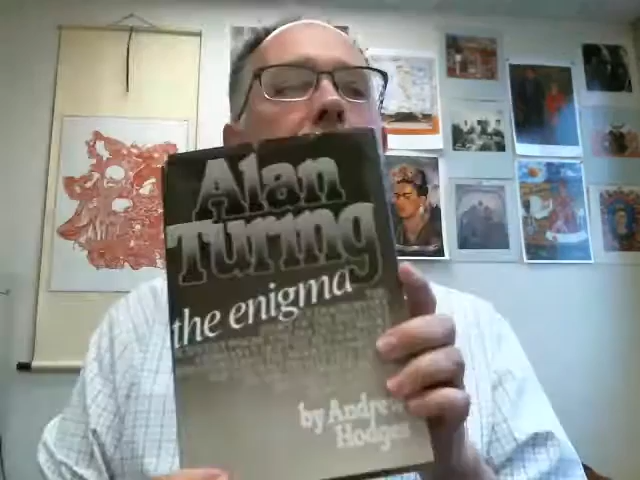 Alan
Turing
the enigma
by Andrew
Hodges